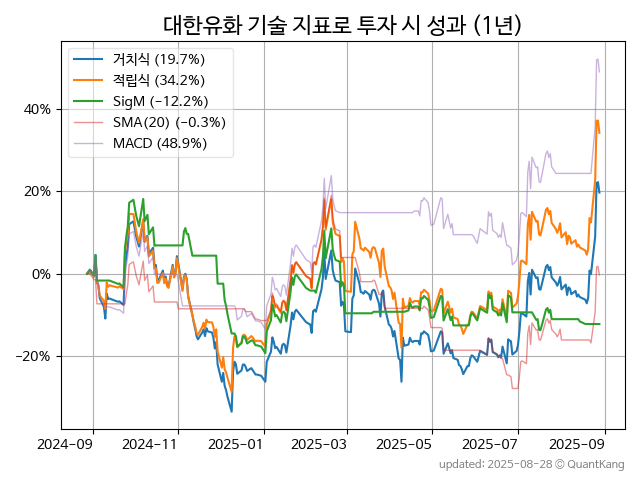 대한유화 기술 지표로 투자 시 성과 (1년)
거치식 (19.7%)
적립식 (34.2%)
SigM (−12.2%)
SMA(20) (−0.3%)
MACD (48.9%)
40%
20%
0%
−20%
2024-09 2024-11 2025-01 2025-03 2025-05 2025-07 2025-09
updated: 2025-08-28 © QuantKang